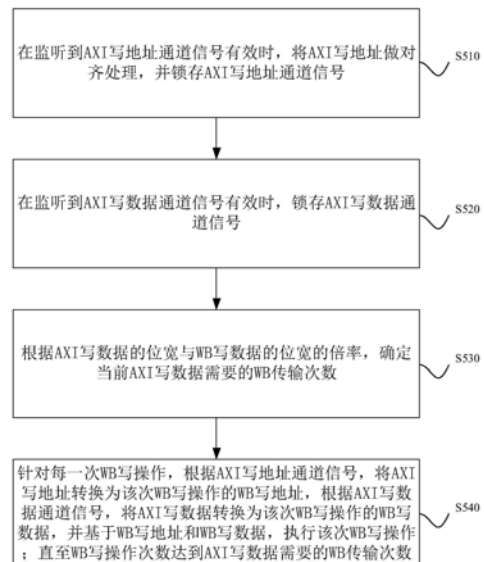 在监听到AXI写地址通道信号有效时，将AXI写地址做对
齐处理，并锁存AXI写地址通道信号
S510
在监听到AXI写数据通道信号有效时，锁存AXI写数据通
道信号
S520
根据AXI写数据的位宽与WB写数据的位宽的倍率，确定
当前AXI写数据需要的WB传输次数
S530
针对每一次WB写操作，根据AXI写地址通道信号，将AXI
写地址转换为该次WB写操作的WB写地址，根据AXI写数
据通道信号，将AXI写数据转换为该次WB写操作的WB写
数据，并基于WB写地址和WB写数据，执行该次WB写操作
；直至WB写操作次数达到AXI写数据需要的WB传输次数
S540